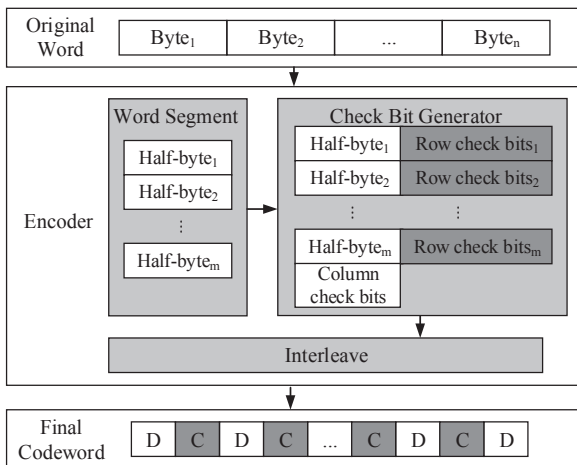 Original Word
Byte1 Byte2 ... Byten
Encoder
Word Segment
Half-byte1
Half-byte2
⋮
Half-bytem
Check Bit Generator
Half-byte1 Row check bits1
Half-byte2 Row check bits2
⋮ ⋮
Half-bytem Row check bitsm
Column
check bits
Interleave
Final
Codeword
D C D C ... C D C D